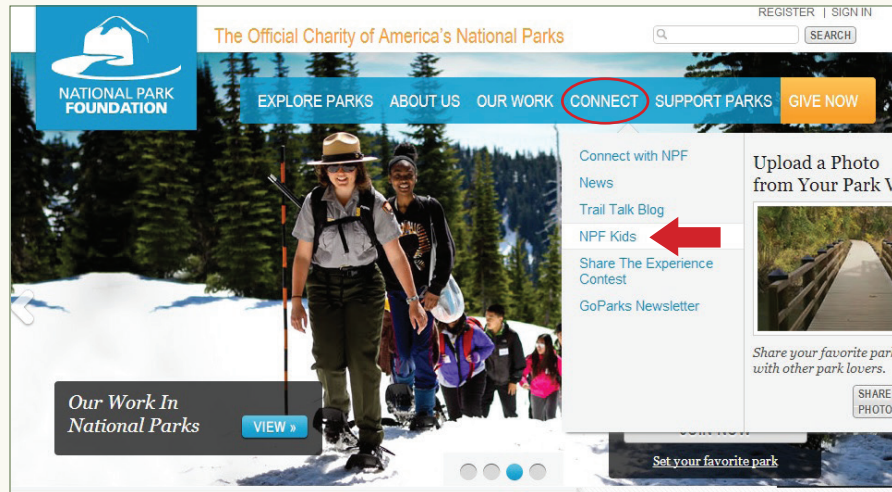 REGISTER | SIGN IN
The Official Charity of America's National Parks
SEARCH
NATIONAL PARK
FOUNDATION
EXPLORE PARKS ABOUT US OUR WORK CONNECT SUPPORT PARKS GIVE NOW
Connect with NPF
News
Trail Talk Blog
NPF Kids
Share The Experience
Contest
GoParks Newsletter
Upload a Photo
from Your Park
Share your favorite
with other park lovers.
SHARE
PHOTO
Our Work In
National Parks
VIEW »
JOIN NOW
Set your favorite park